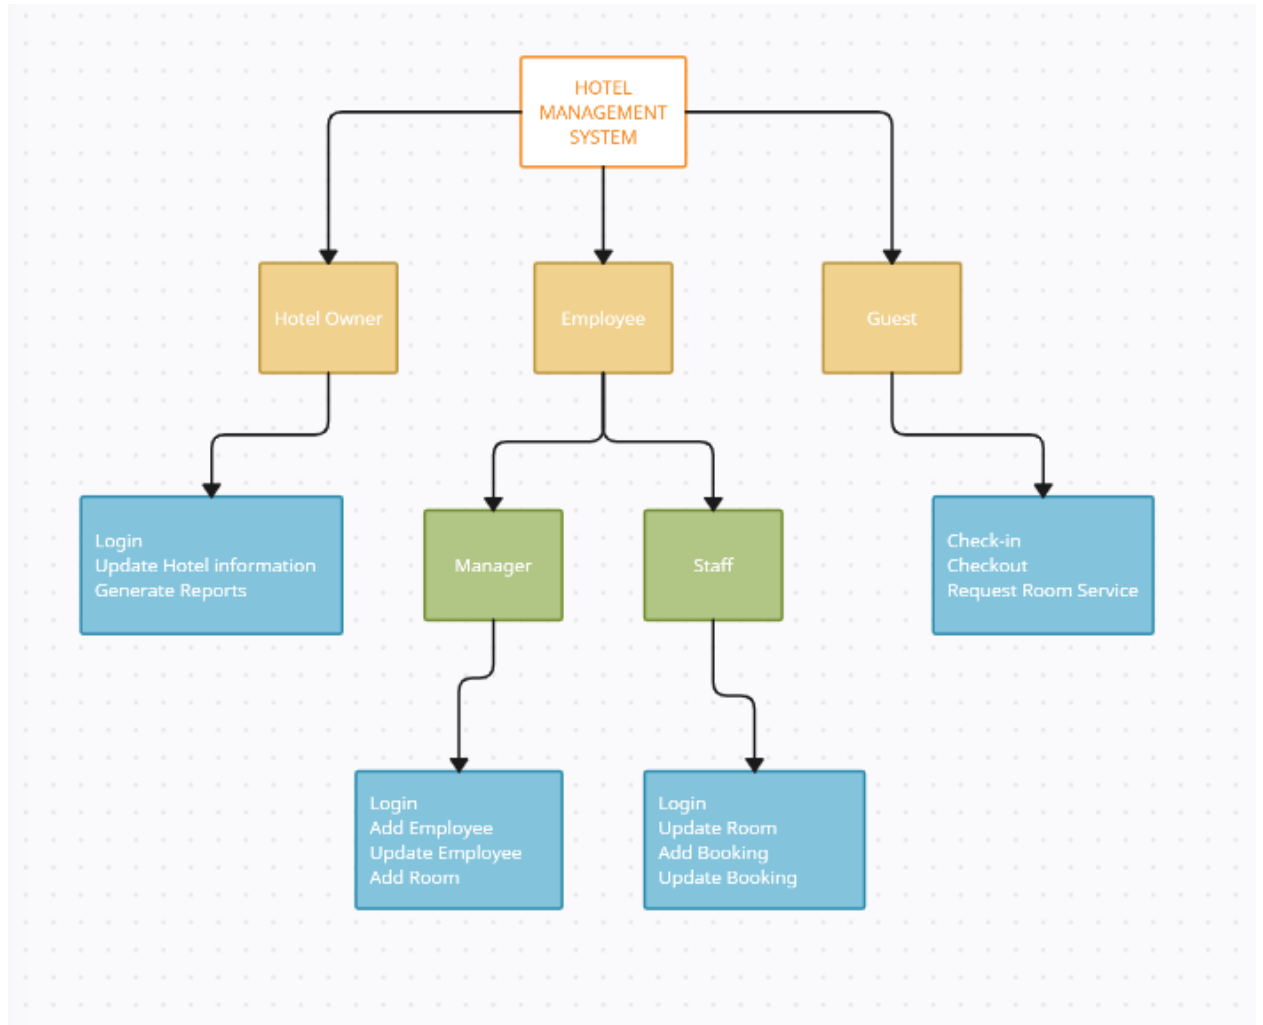 HOTEL
MANAGEMENT
SYSTEM
Hotel Owner
Employee
Guest
Login
Update Hotel information
Generate Reports
Manager
Staff
Check-in
Checkout
Request Room Service
Login
Add Employee
Update Employee
Add Room
Login
Update Room
Add Booking
Update Booking